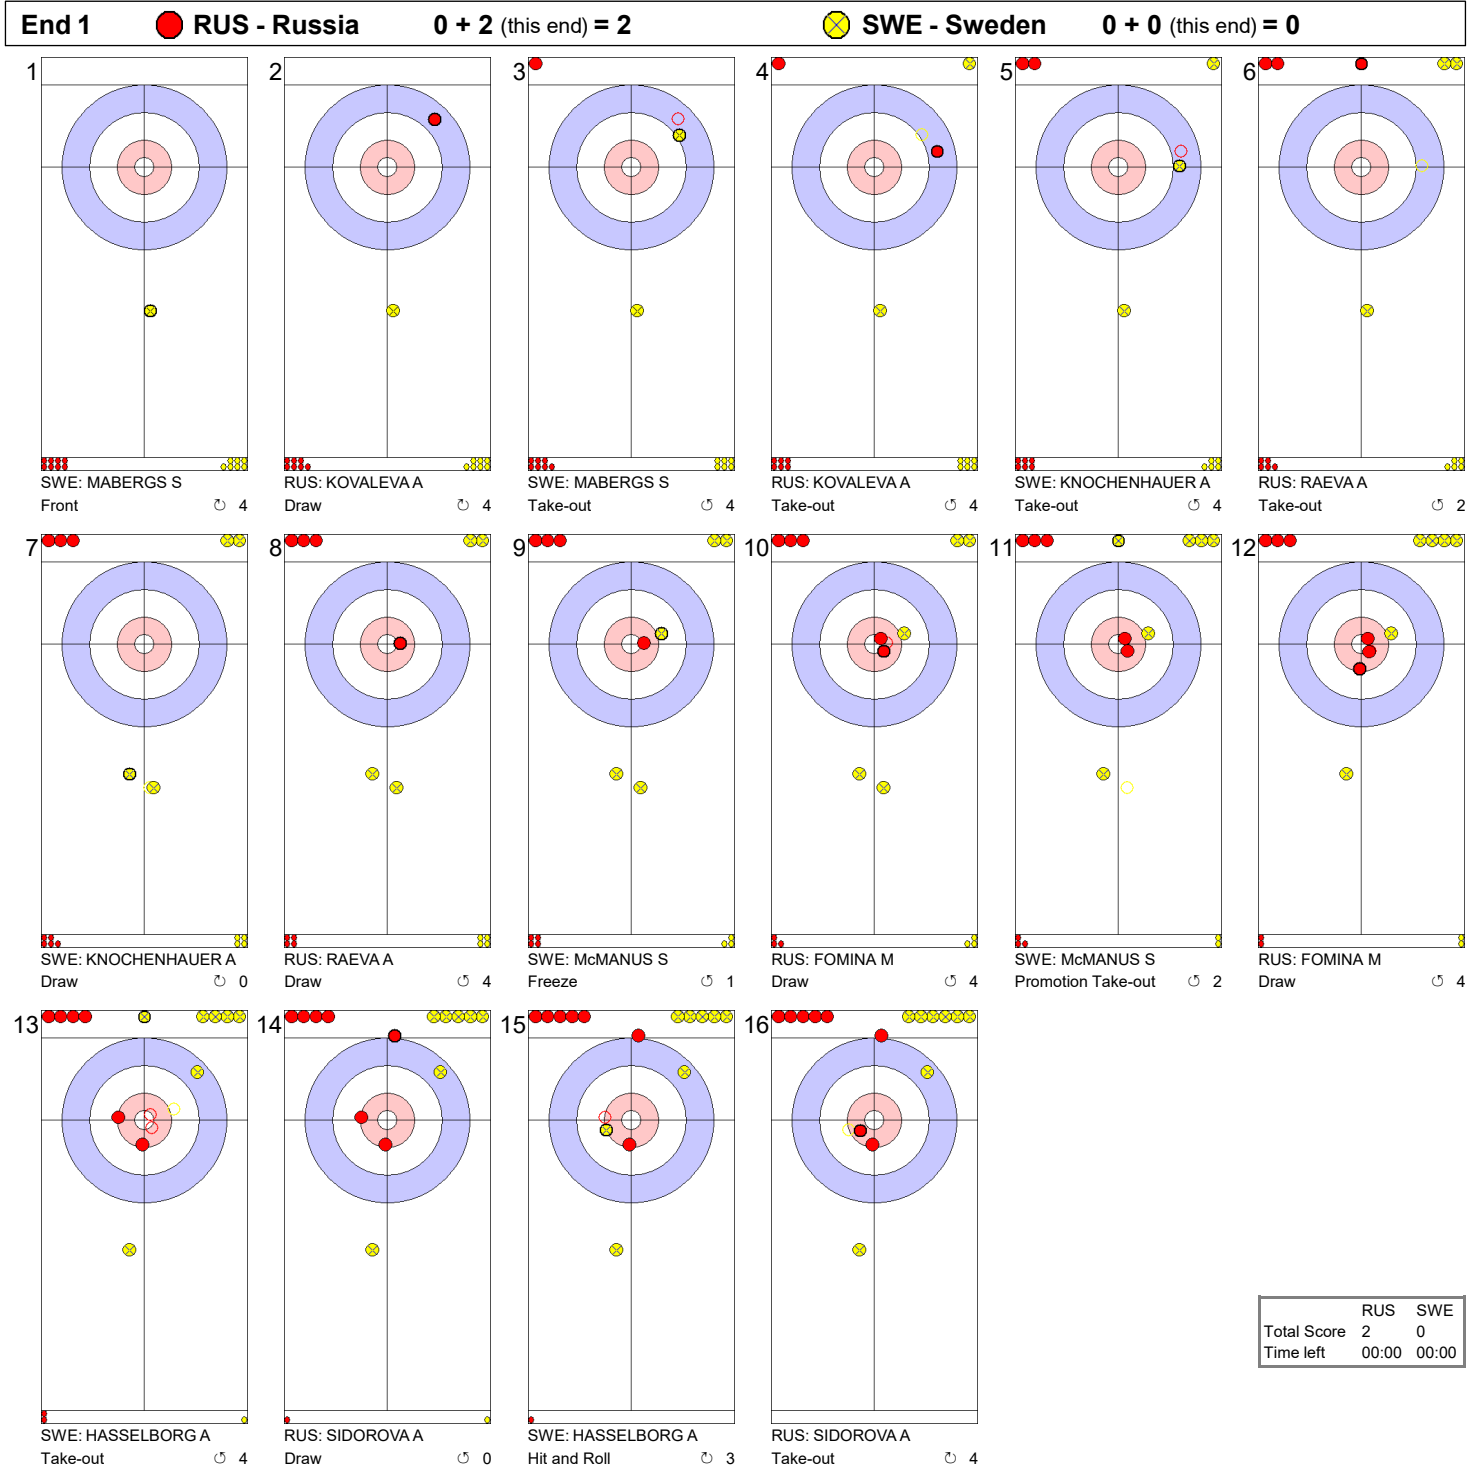 End 1 RUS - Russia 0 + 2 (this end) = 2 SWE - Sweden 0 + 0 (this end) = 0
1 2 3 4 5 6
SWE: MABERGS S RUS: KOVALEVA A SWE: MABERGS S RUS: KOVALEVA A SWE: KNOCHENHAUER A RUS: RAEVA A
Front ↻ 4 Draw ↻ 4 Take-out ↺ 4 Take-out ↺ 4 Take-out ↺ 4 Take-out ↺ 2
7 8 9 10 11 12
SWE: KNOCHENHAUER A RUS: RAEVA A SWE: McMANUS S RUS: FOMINA M SWE: McMANUS S RUS: FOMINA M
Draw ↻ 0 Draw ↺ 4 Freeze ↺ 1 Draw ↺ 4 Promotion Take-out ↺ 2 Draw ↺ 4
13 14 15 16
RUS SWE
Total Score 2 0
Time left 00:00 00:00
SWE: HASSELBORG A RUS: SIDOROVA A SWE: HASSELBORG A RUS: SIDOROVA A
Take-out ↺ 4 Draw ↺ 0 Hit and Roll ↻ 3 Take-out ↻ 4